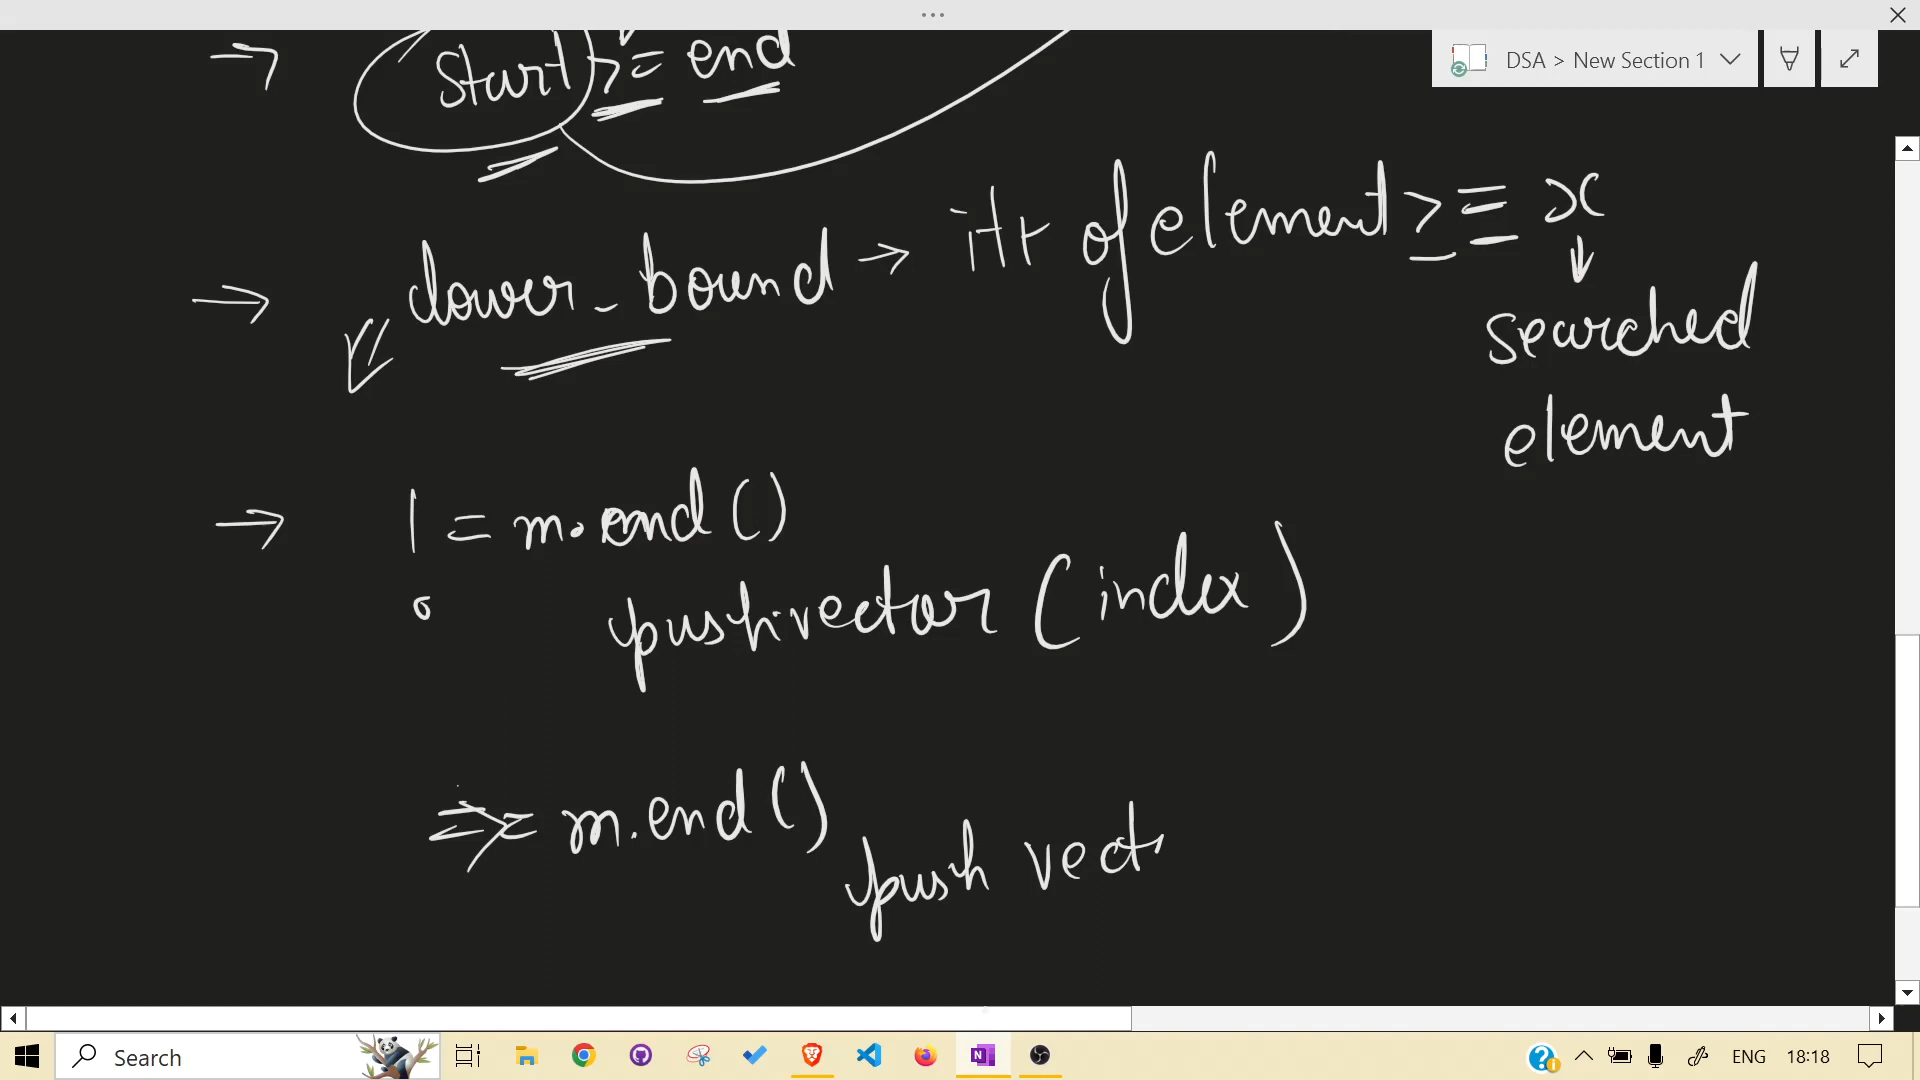 DSA > New Section 1
→ Start >= end
→ lower_bound → itr of element >= x
searched
element
→ != m.end()
push vector (index)
=> == m.end()
push vect
Search
ENG 18:18